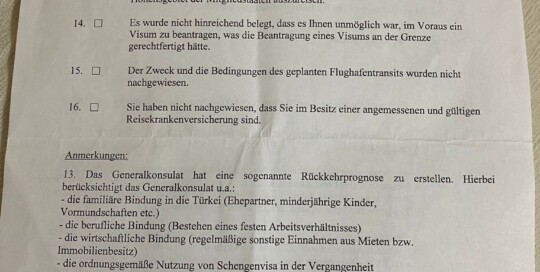 Hoheitsgebiet der Mitgliedstaaten auszureisen.
14. ☐ Es wurde nicht hinreichend belegt, dass es Ihnen unmöglich war, im Voraus ein
Visum zu beantragen, was die Beantragung eines Visums an der Grenze
gerechtfertigt hätte.
15. ☐ Der Zweck und die Bedingungen des geplanten Flughafentransits wurden nicht
nachgewiesen.
16. ☐ Sie haben nicht nachgewiesen, dass Sie im Besitz einer angemessenen und gültigen
Reisekrankenversicherung sind.
Anmerkungen:
13. Das Generalkonsulat hat eine sogenannte Rückkehrprognose zu erstellen. Hierbei
berücksichtigt das Generalkonsulat u.a.:
- die familiäre Bindung in die Türkei (Ehepartner, minderjährige Kinder,
Vormundschaften etc.)
- die berufliche Bindung (Bestehen eines festen Arbeitsverhältnisses)
- die wirtschaftliche Bindung (regelmäßige sonstige Einnahmen aus Mieten bzw.
Immobilienbesitz)
- die ordnungsgemäße Nutzung von Schengenvisa in der Vergangenheit